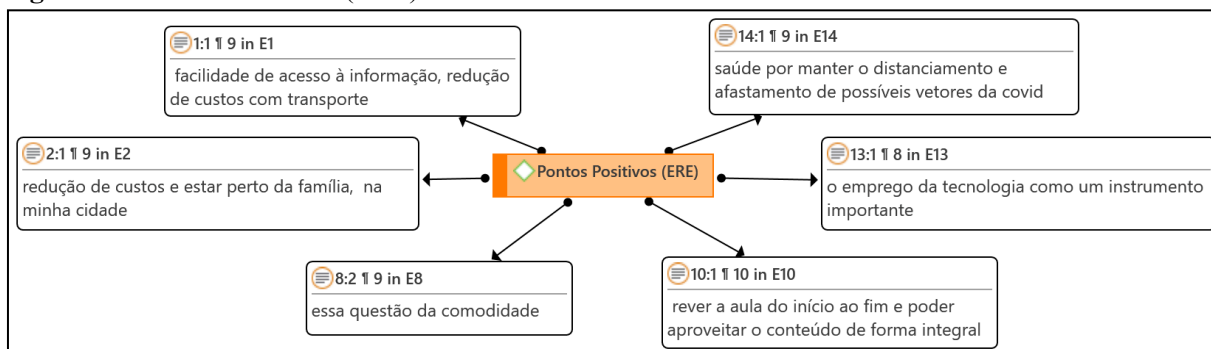 1:1 ¶ 9 in E1
facilidade de acesso à informação, redução
de custos com transporte
14:1 ¶ 9 in E14
saúde por manter o distanciamento e
afastamento de possíveis vetores da covid
2:1 ¶ 9 in E2
redução de custos e estar perto da família, na
minha cidade
Pontos Positivos (ERE)
13:1 ¶ 8 in E13
o emprego da tecnologia como um instrumento
importante
8:2 ¶ 9 in E8
essa questão da comodidade
10:1 ¶ 10 in E10
rever a aula do início ao fim e poder
aproveitar o conteúdo de forma integral